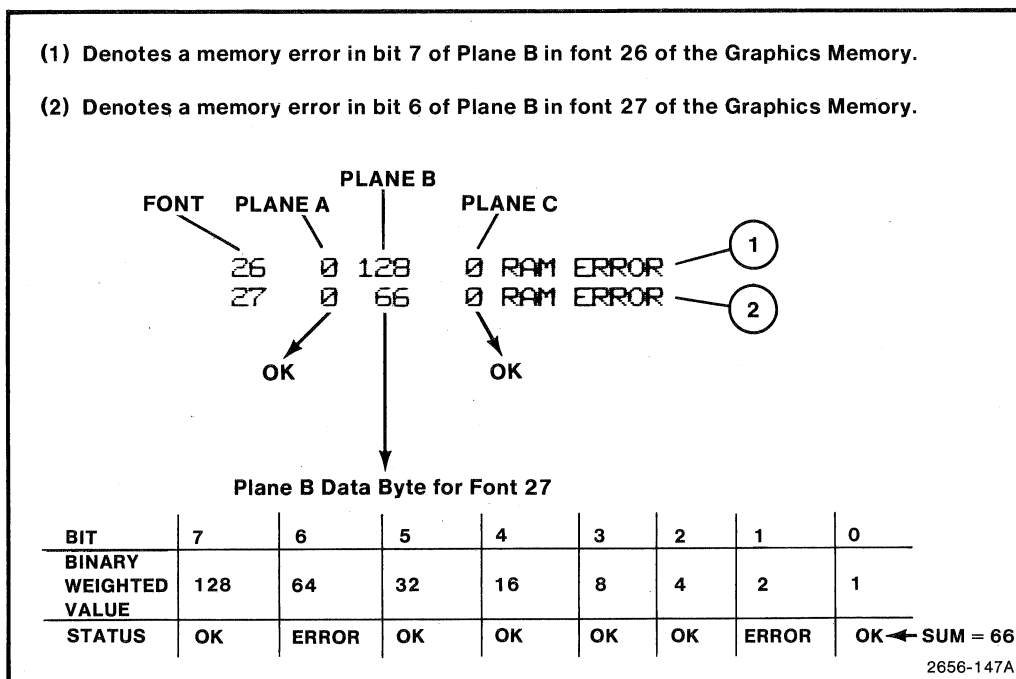 (1) Denotes a memory error in bit 7 of Plane B in font 26 of the Graphics Memory.
(2) Denotes a memory error in bit 6 of Plane B in font 27 of the Graphics Memory.
PLANE B
FONT PLANE A PLANE C
26 0 128 0 RAM ERROR 1
27 0 66 0 RAM ERROR 2
OK OK
Plane B Data Byte for Font 27
BIT 7 6 5 4 3 2 1 0
BINARY
WEIGHTED 128 64 32 16 8 4 2 1
VALUE
STATUS OK ERROR OK OK OK OK ERROR OK SUM = 66
2656-147A